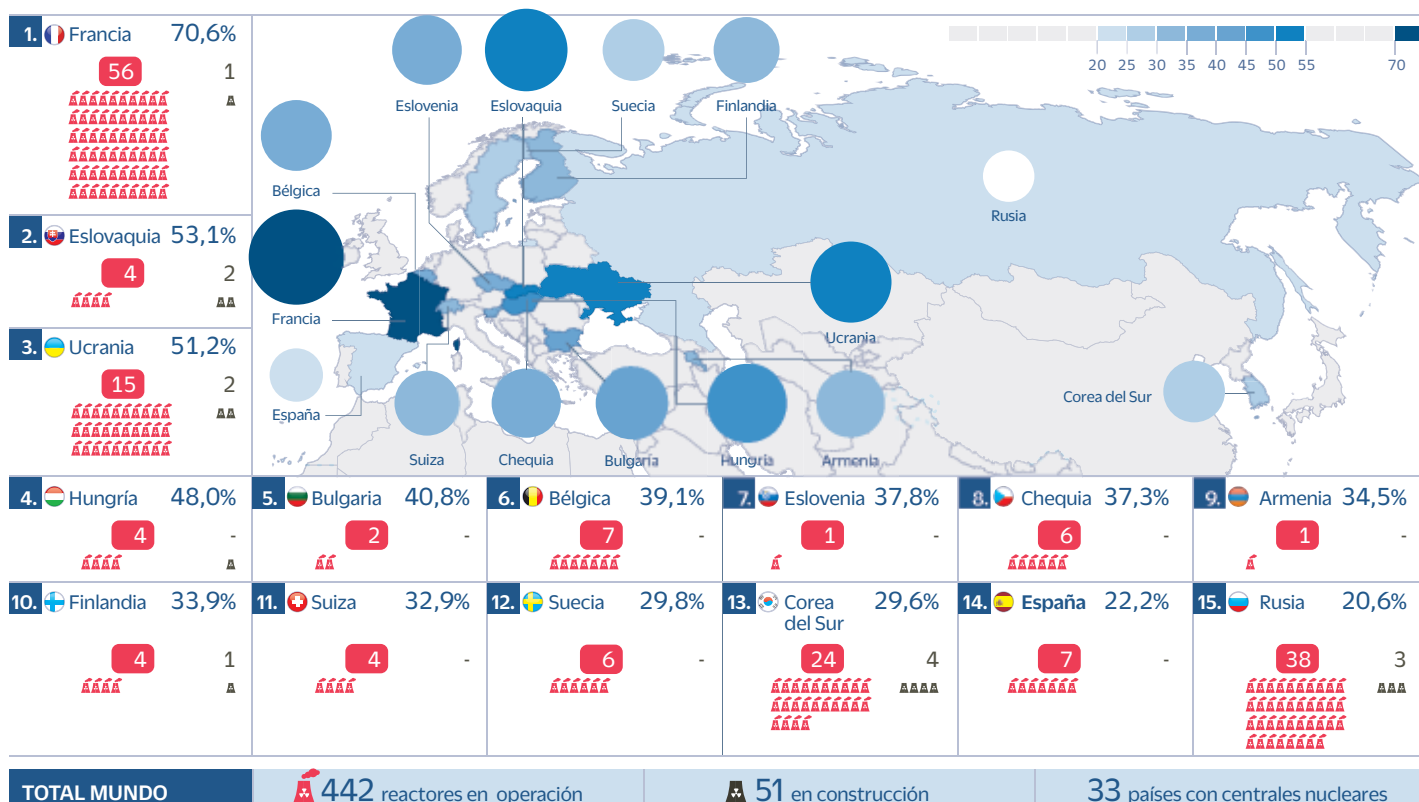 1. Francia 70,6%
56 1
2. Eslovaquia 53,1%
4 2
3. Ucrania 51,2%
15 2
20 25 30 35 40 45 50 55 70
Eslovenia
Eslovaquia
Suecia
Finlandia
Bélgica
Rusia
Francia
Ucrania
España
Corea del Sur
Suiza
Chequia
Bulgaria
Hungría
Armenia
4. Hungría 48,0%
4 -
5. Bulgaria 40,8%
2 -
6. Bélgica 39,1%
7 -
7. Eslovenia 37,8%
1 -
8. Chequia 37,3%
6 -
9. Armenia 34,5%
1 -
10. Finlandia 33,9%
4 1
11. Suiza 32,9%
4 -
12. Suecia 29,8%
6 -
13. Corea 29,6%
del Sur
24 4
14. España 22,2%
7 -
15. Rusia 20,6%
38 3
TOTAL MUNDO
442 reactores en operación
51 en construcción
33 países con centrales nucleares